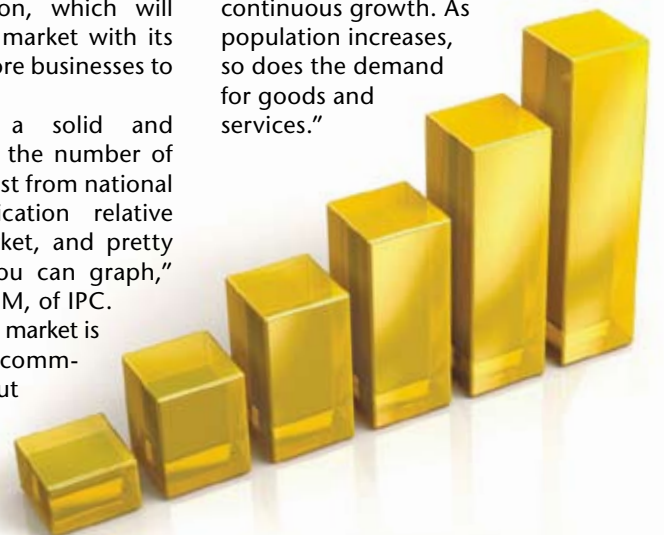 on, which will
market with its
ore businesses to
a solid and
the number of
st from national
ication relative
ket, and pretty
ou can graph,"
M, of IPC.
market is
comm-
ut
continuous growth. As
population increases,
so does the demand
for goods and
services."